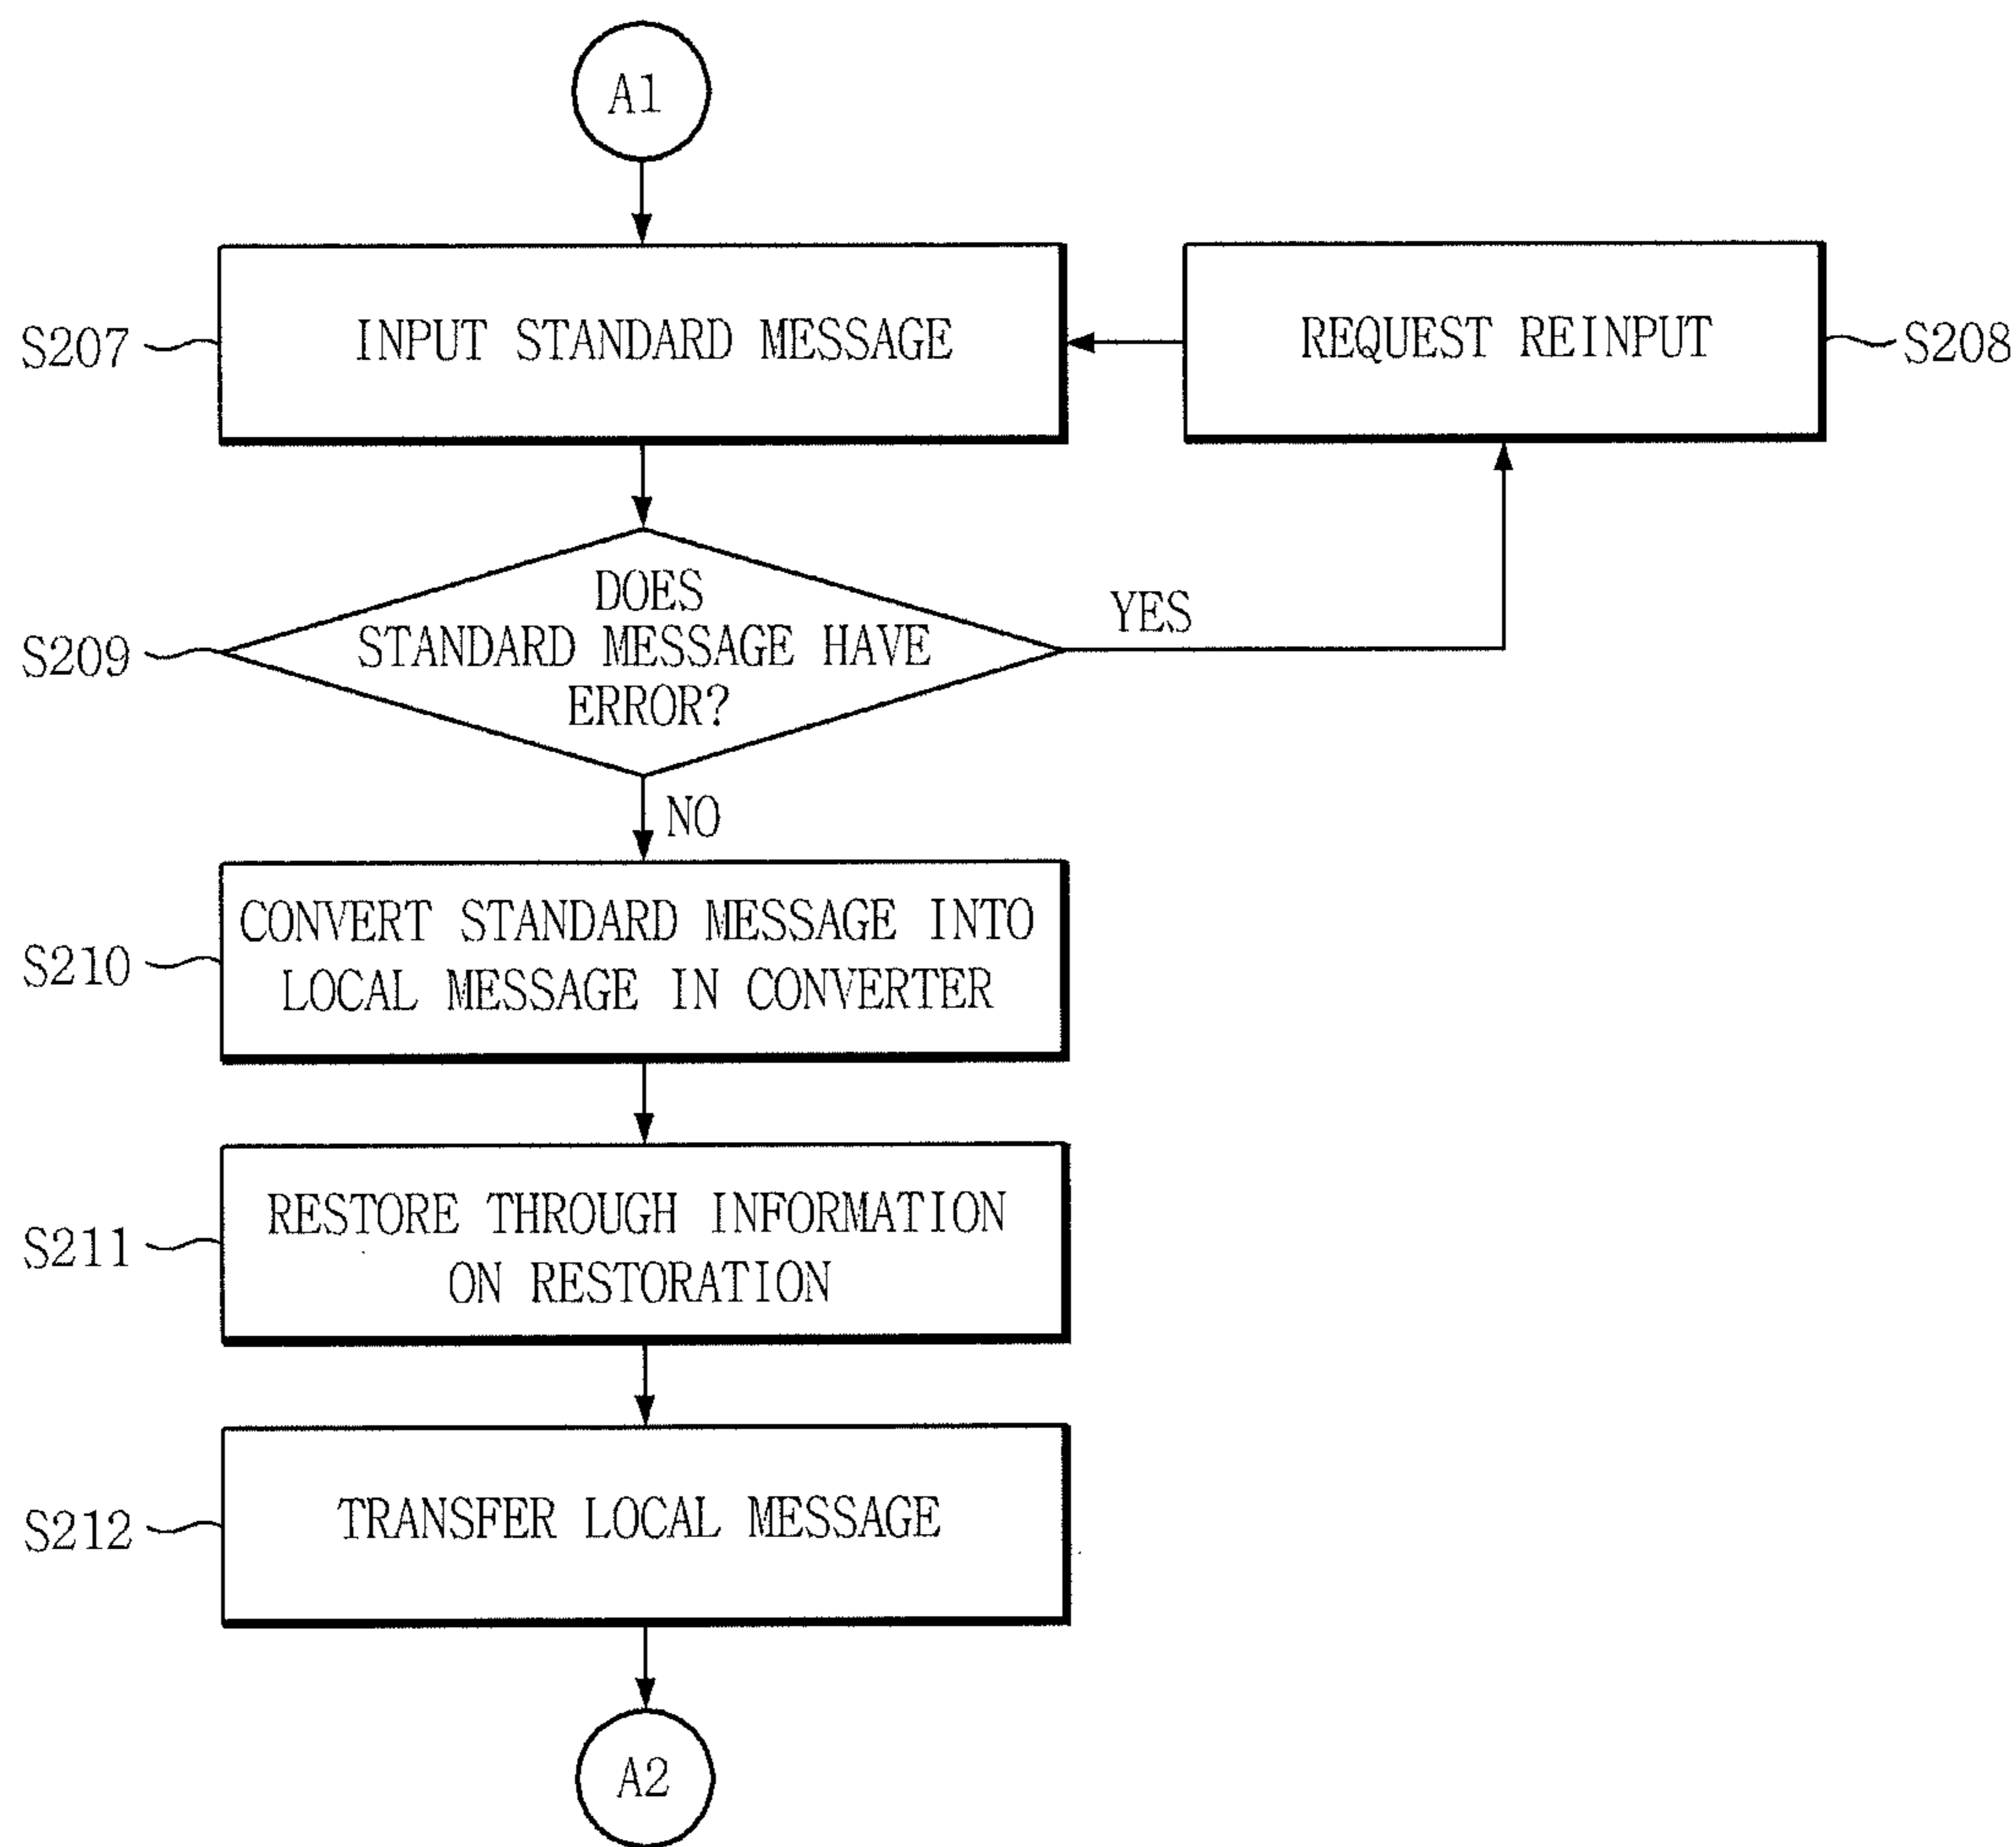 A1
S207
INPUT STANDARD MESSAGE
REQUEST REINPUT
S208
S209
DOES
STANDARD MESSAGE HAVE
ERROR?
YES
NO
S210
CONVERT STANDARD MESSAGE INTO
LOCAL MESSAGE IN CONVERTER
S211
RESTORE THROUGH INFORMATION
ON RESTORATION
S212
TRANSFER LOCAL MESSAGE
A2